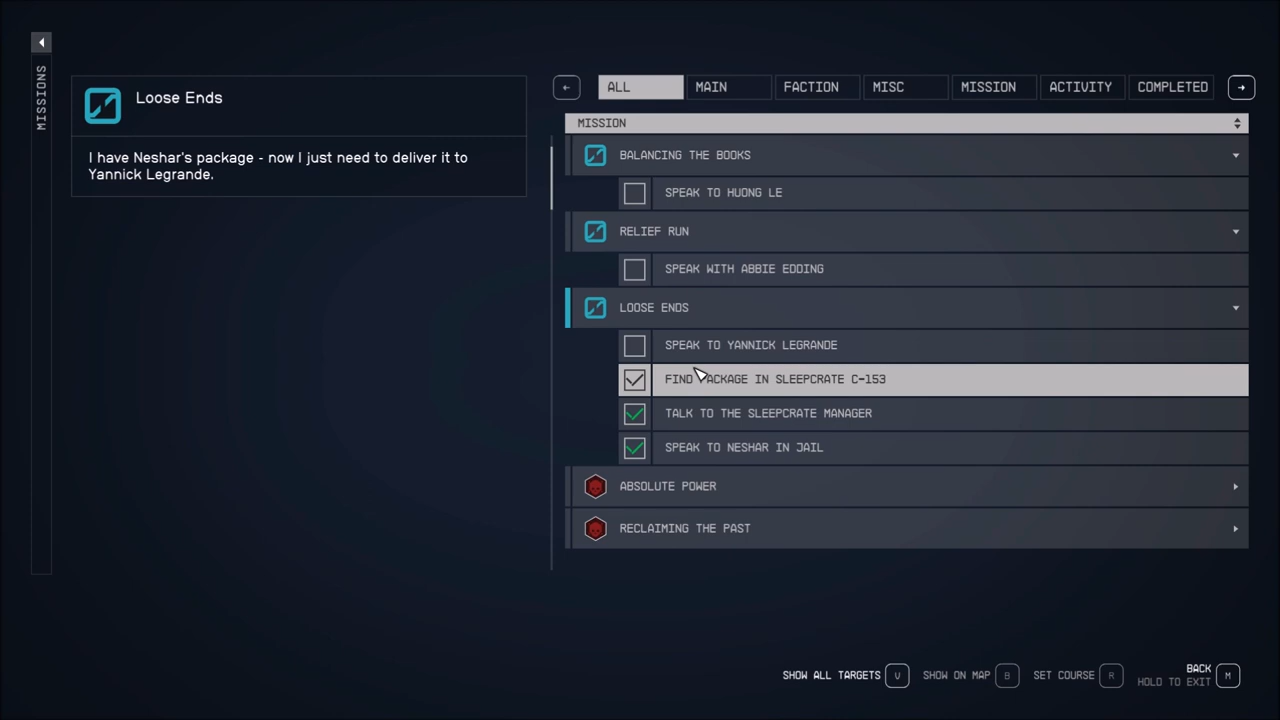 MISSIONS
Loose Ends
I have Neshar's package - now I just need to deliver it to
Yannick Legrande.
ALL MAIN FACTION MISC MISSION ACTIVITY COMPLETED
MISSION
BALANCING THE BOOKS
SPEAK TO HUONG LE
RELIEF RUN
SPEAK WITH ABBIE EDDING
LOOSE ENDS
SPEAK TO YANNICK LEGRANDE
FIND PACKAGE IN SLEEPCRATE C-153
TALK TO THE SLEEPCRATE MANAGER
SPEAK TO NESHAR IN JAIL
ABSOLUTE POWER
RECLAIMING THE PAST
SHOW ALL TARGETS V SHOW ON MAP B SET COURSE R BACK M
HOLD TO EXIT